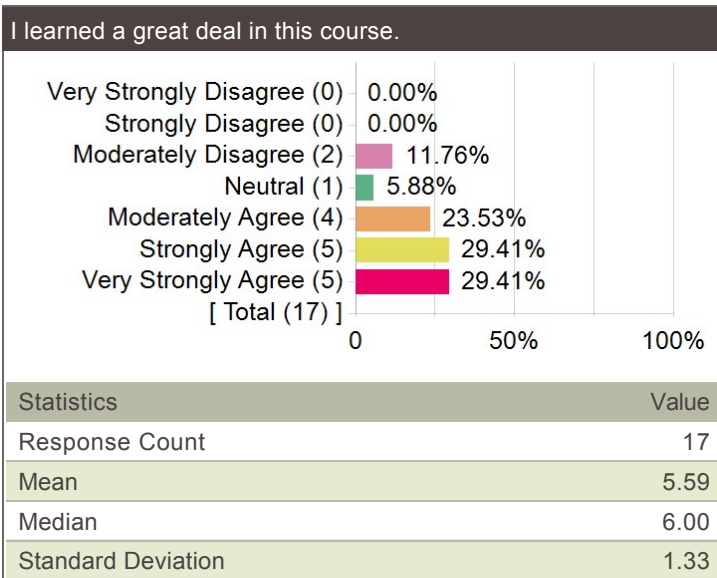 I learned a great deal in this course.
Very Strongly Disagree (0) 0.00%
Strongly Disagree (0) 0.00%
Moderately Disagree (2) 11.76%
Neutral (1) 5.88%
Moderately Agree (4) 23.53%
Strongly Agree (5) 29.41%
Very Strongly Agree (5) 29.41%
[ Total (17) ]
0 50% 100%
Statistics Value
Response Count 17
Mean 5.59
Median 6.00
Standard Deviation 1.33